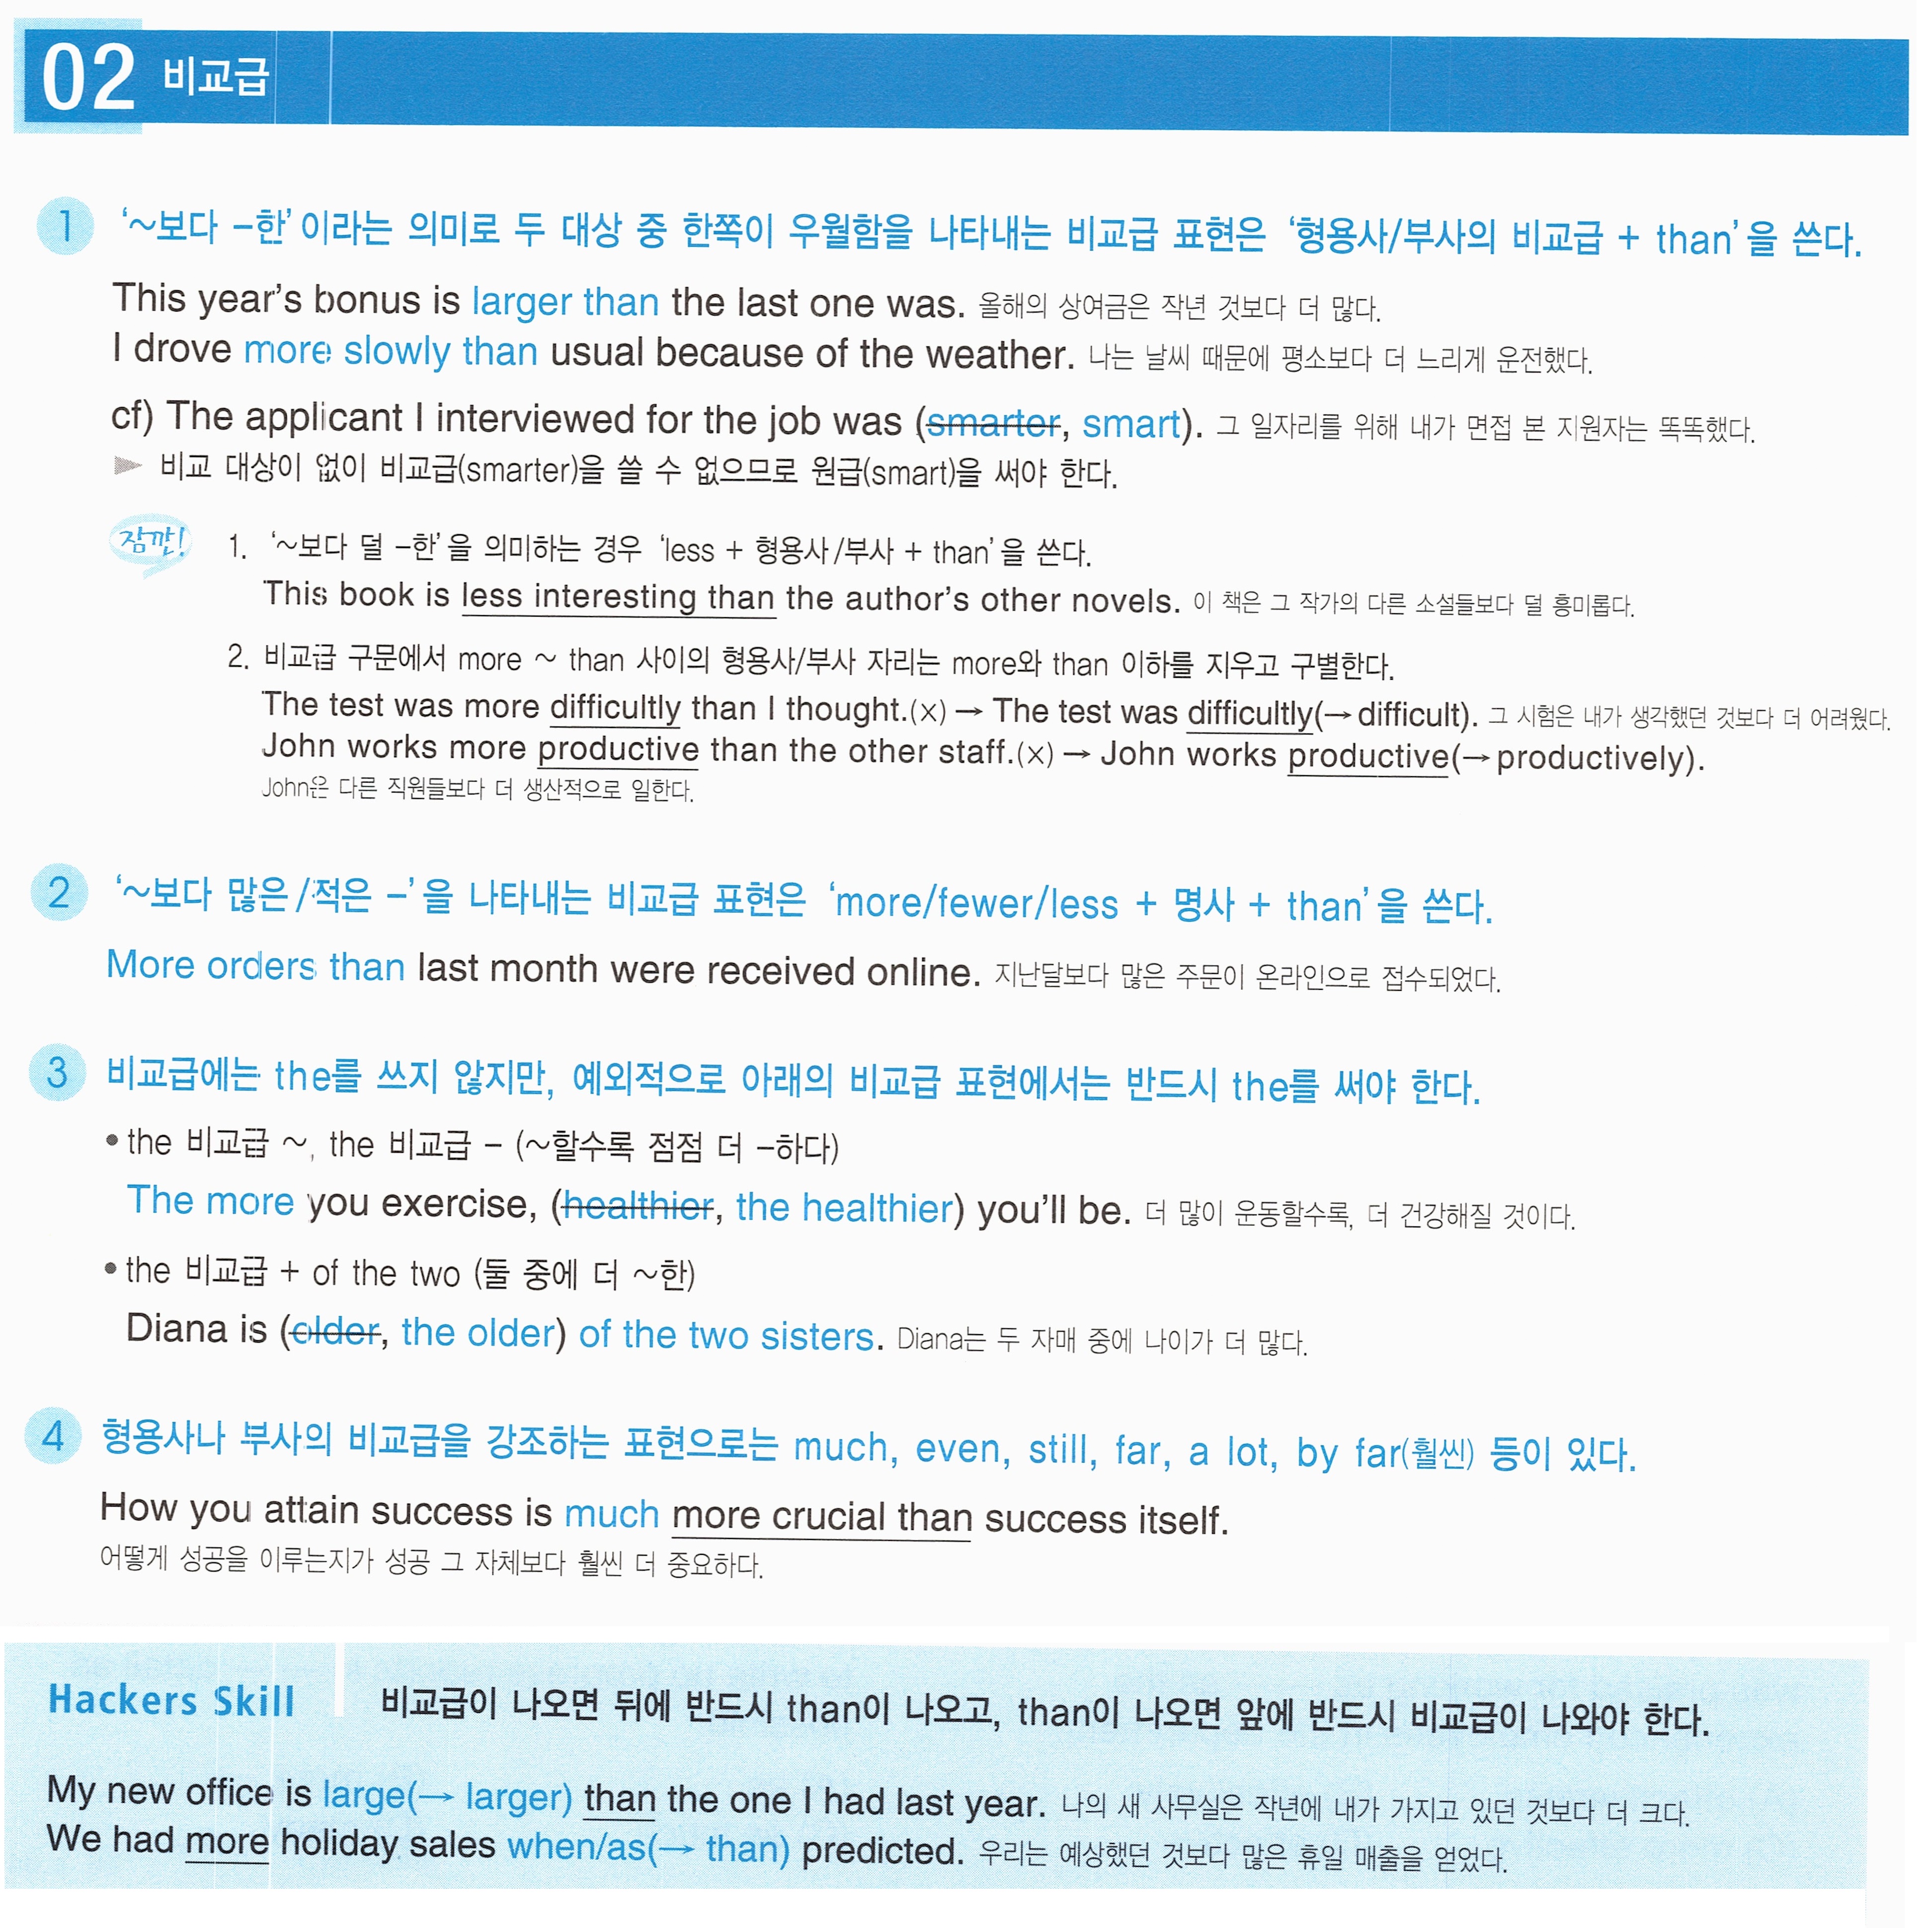 02 비교급
1 ‘~보다 –한’이라는 의미로 두 대상 중 한쪽이 우월함을 나타내는 비교급 표현은 ‘형용사/부사의 비교급 + than’을 쓴다.
This year’s bonus is larger than the last one was. 올해의 상여금은 작년 것보다 더 많다.
I drove more slowly than usual because of the weather. 나는 날씨 때문에 평소보다 더 느리게 운전했다.
cf) The applicant I interviewed for the job was (smarter, smart). 그 일자리를 위해 내가 면접 본 지원자는 똑똑했다.
▶ 비교 대상이 없이 비교급(smarter)을 쓸 수 없으므로 원급(smart)을 써야 한다.
잠깐! 1. ‘~보다 덜 –한’을 의미하는 경우 ‘less + 형용사/부사 + than’을 쓴다.
This book is less interesting than the author’s other novels. 이 책은 그 작가의 다른 소설들보다 덜 흥미롭다.
2. 비교급 구문에서 more ~ than 사이의 형용사/부사 자리는 more와 than 이하를 지우고 구별한다.
The test was more difficultly than I thought.(×) → The test was difficultly(→difficult). 그 시험은 내가 생각했던 것보다 더 어려웠다.
John works more productive than the other staff.(×) → John works productive(→productively).
John은 다른 직원들보다 더 생산적으로 일한다.
2 ‘~보다 많은/적은 –’을 나타내는 비교급 표현은 ‘more/fewer/less + 명사 + than’을 쓴다.
More orders than last month were received online. 지난달보다 많은 주문이 온라인으로 접수되었다.
3 비교급에는 the를 쓰지 않지만, 예외적으로 아래의 비교급 표현에서는 반드시 the를 써야 한다.
• the 비교급 ~, the 비교급 – (~할수록 점점 더 –하다)
The more you exercise, (healthier, the healthier) you’ll be. 더 많이 운동할수록, 더 건강해질 것이다.
• the 비교급 + of the two (둘 중에 더 ~한)
Diana is (older, the older) of the two sisters. Diana는 두 자매 중에 나이가 더 많다.
4 형용사나 부사의 비교급을 강조하는 표현으로는 much, even, still, far, a lot, by far(훨씬) 등이 있다.
How you attain success is much more crucial than success itself.
어떻게 성공을 이루는지가 성공 그 자체보다 훨씬 더 중요하다.
Hackers Skill 비교급이 나오면 뒤에 반드시 than이 나오고, than이 나오면 앞에 반드시 비교급이 나와야 한다.
My new office is large(→ larger) than the one I had last year. 나의 새 사무실은 작년에 내가 가지고 있던 것보다 더 크다.
We had more holiday sales when/as(→ than) predicted. 우리는 예상했던 것보다 많은 휴일 매출을 얻었다.